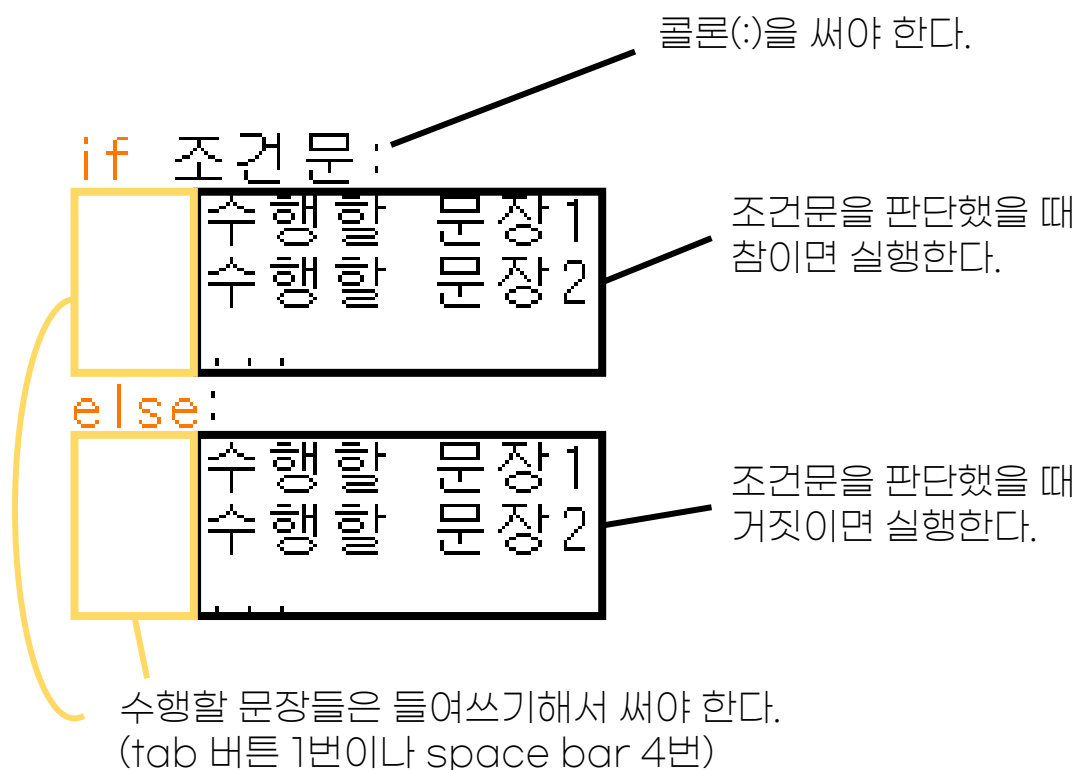 콜론(:)을 써야 한다.
if 조건문:
수행할 문장1
수행할 문장2
...
조건문을 판단했을 때
참이면 실행한다.
else:
수행할 문장1
수행할 문장2
...
조건문을 판단했을 때
거짓이면 실행한다.
수행할 문장들은 들여쓰기해서 써야 한다.
(tab 버튼 1번이나 space bar 4번)